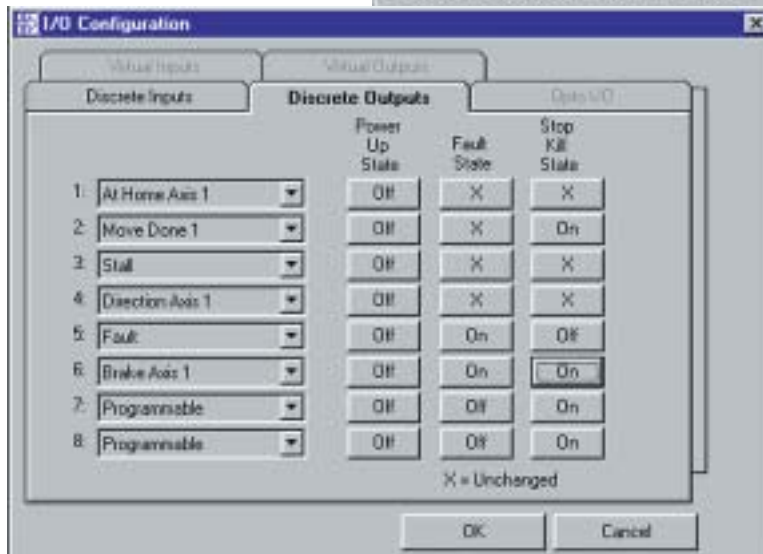 I/O Configuration
Virtual Inputs Virtual Outputs
Discrete Inputs Discrete Outputs Opto I/O
Power Up State Fault State Stop Kill State
1: At Home Axis 1 Off X X
2: Move Done 1 Off X On
3: Stall Off X X
4: Direction Axis 1 Off X X
5: Fault Off On Off
6: Brake Axis 1 Off On On
7: Programmable Off Off On
8: Programmable Off Off On
X = Unchanged
OK Cancel